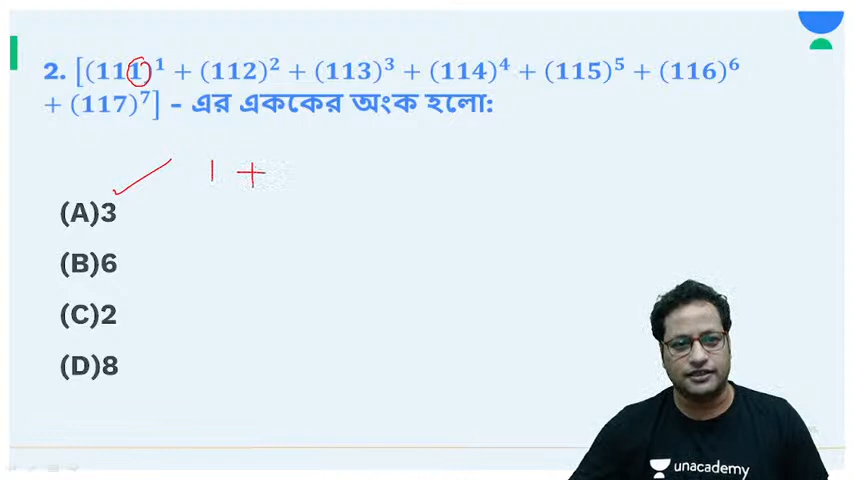 2. [(111)¹ + (112)² + (113)³ + (114)⁴ + (115)⁵ + (116)⁶
+ (117)⁷] – এর এককের অংক হলো:
1 +
(A)3
(B)6
(C)2
(D)8
unacademy